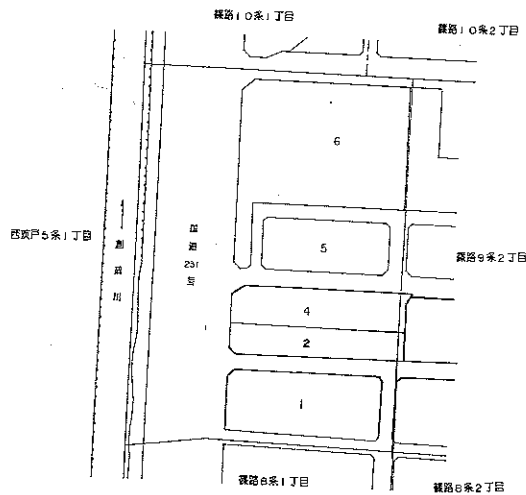 篠路10条1丁目
篠路10条2丁目
6
西茨戸5条1丁目
創成川
国道231号
5
篠路9条2丁目
4
2
1
篠路8条1丁目
篠路8条2丁目